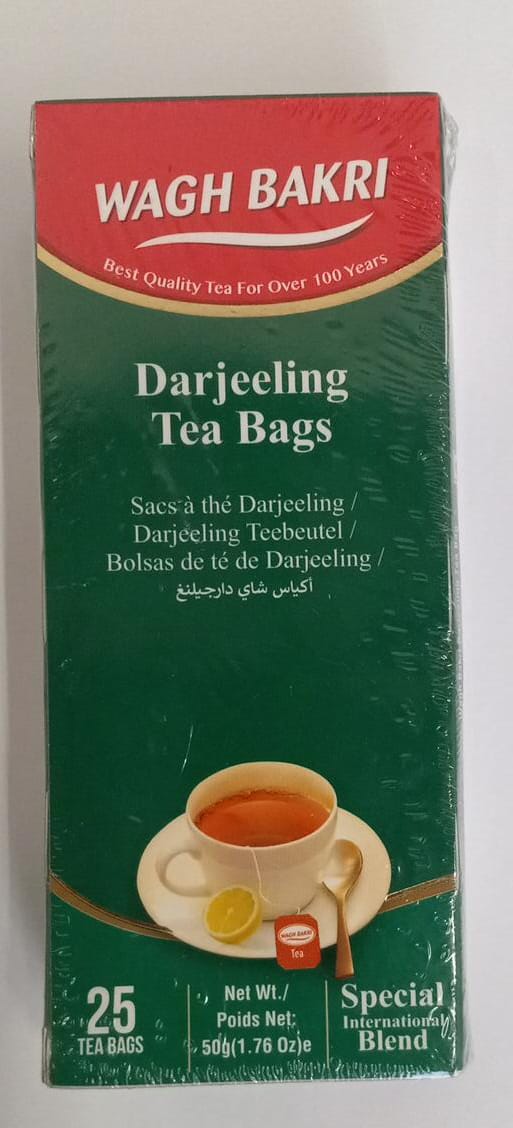 WAGH BAKRI
Best Quality Tea For Over 100 Years
Darjeeling
Tea Bags
Sacs à thé Darjeeling /
Darjeeling Teebeutel /
Bolsas de té de Darjeeling /
أكياس شاي دارجيلنغ
WAGH BAKRI
Tea
25
TEA BAGS
Net Wt./
Poids Net:
50g(1.76 Oz)e
Special
International
Blend